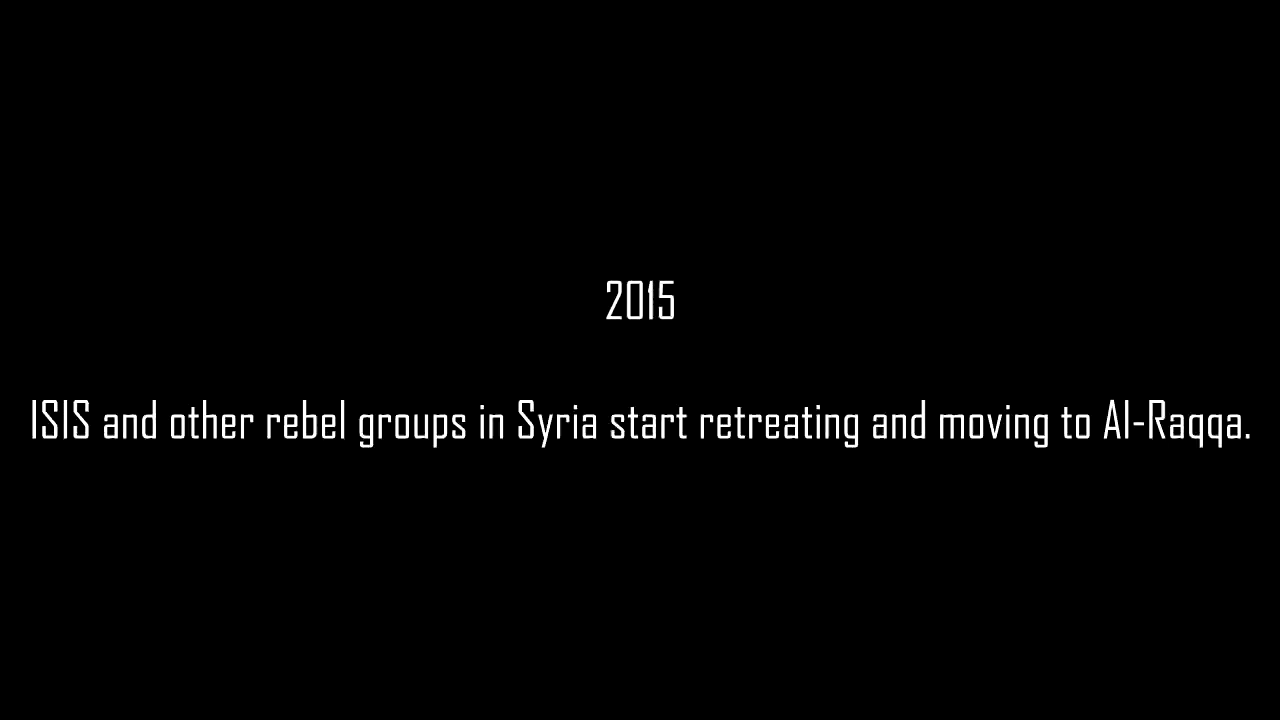 2015
ISIS and other rebel groups in Syria start retreating and moving to Al-Raqqa.